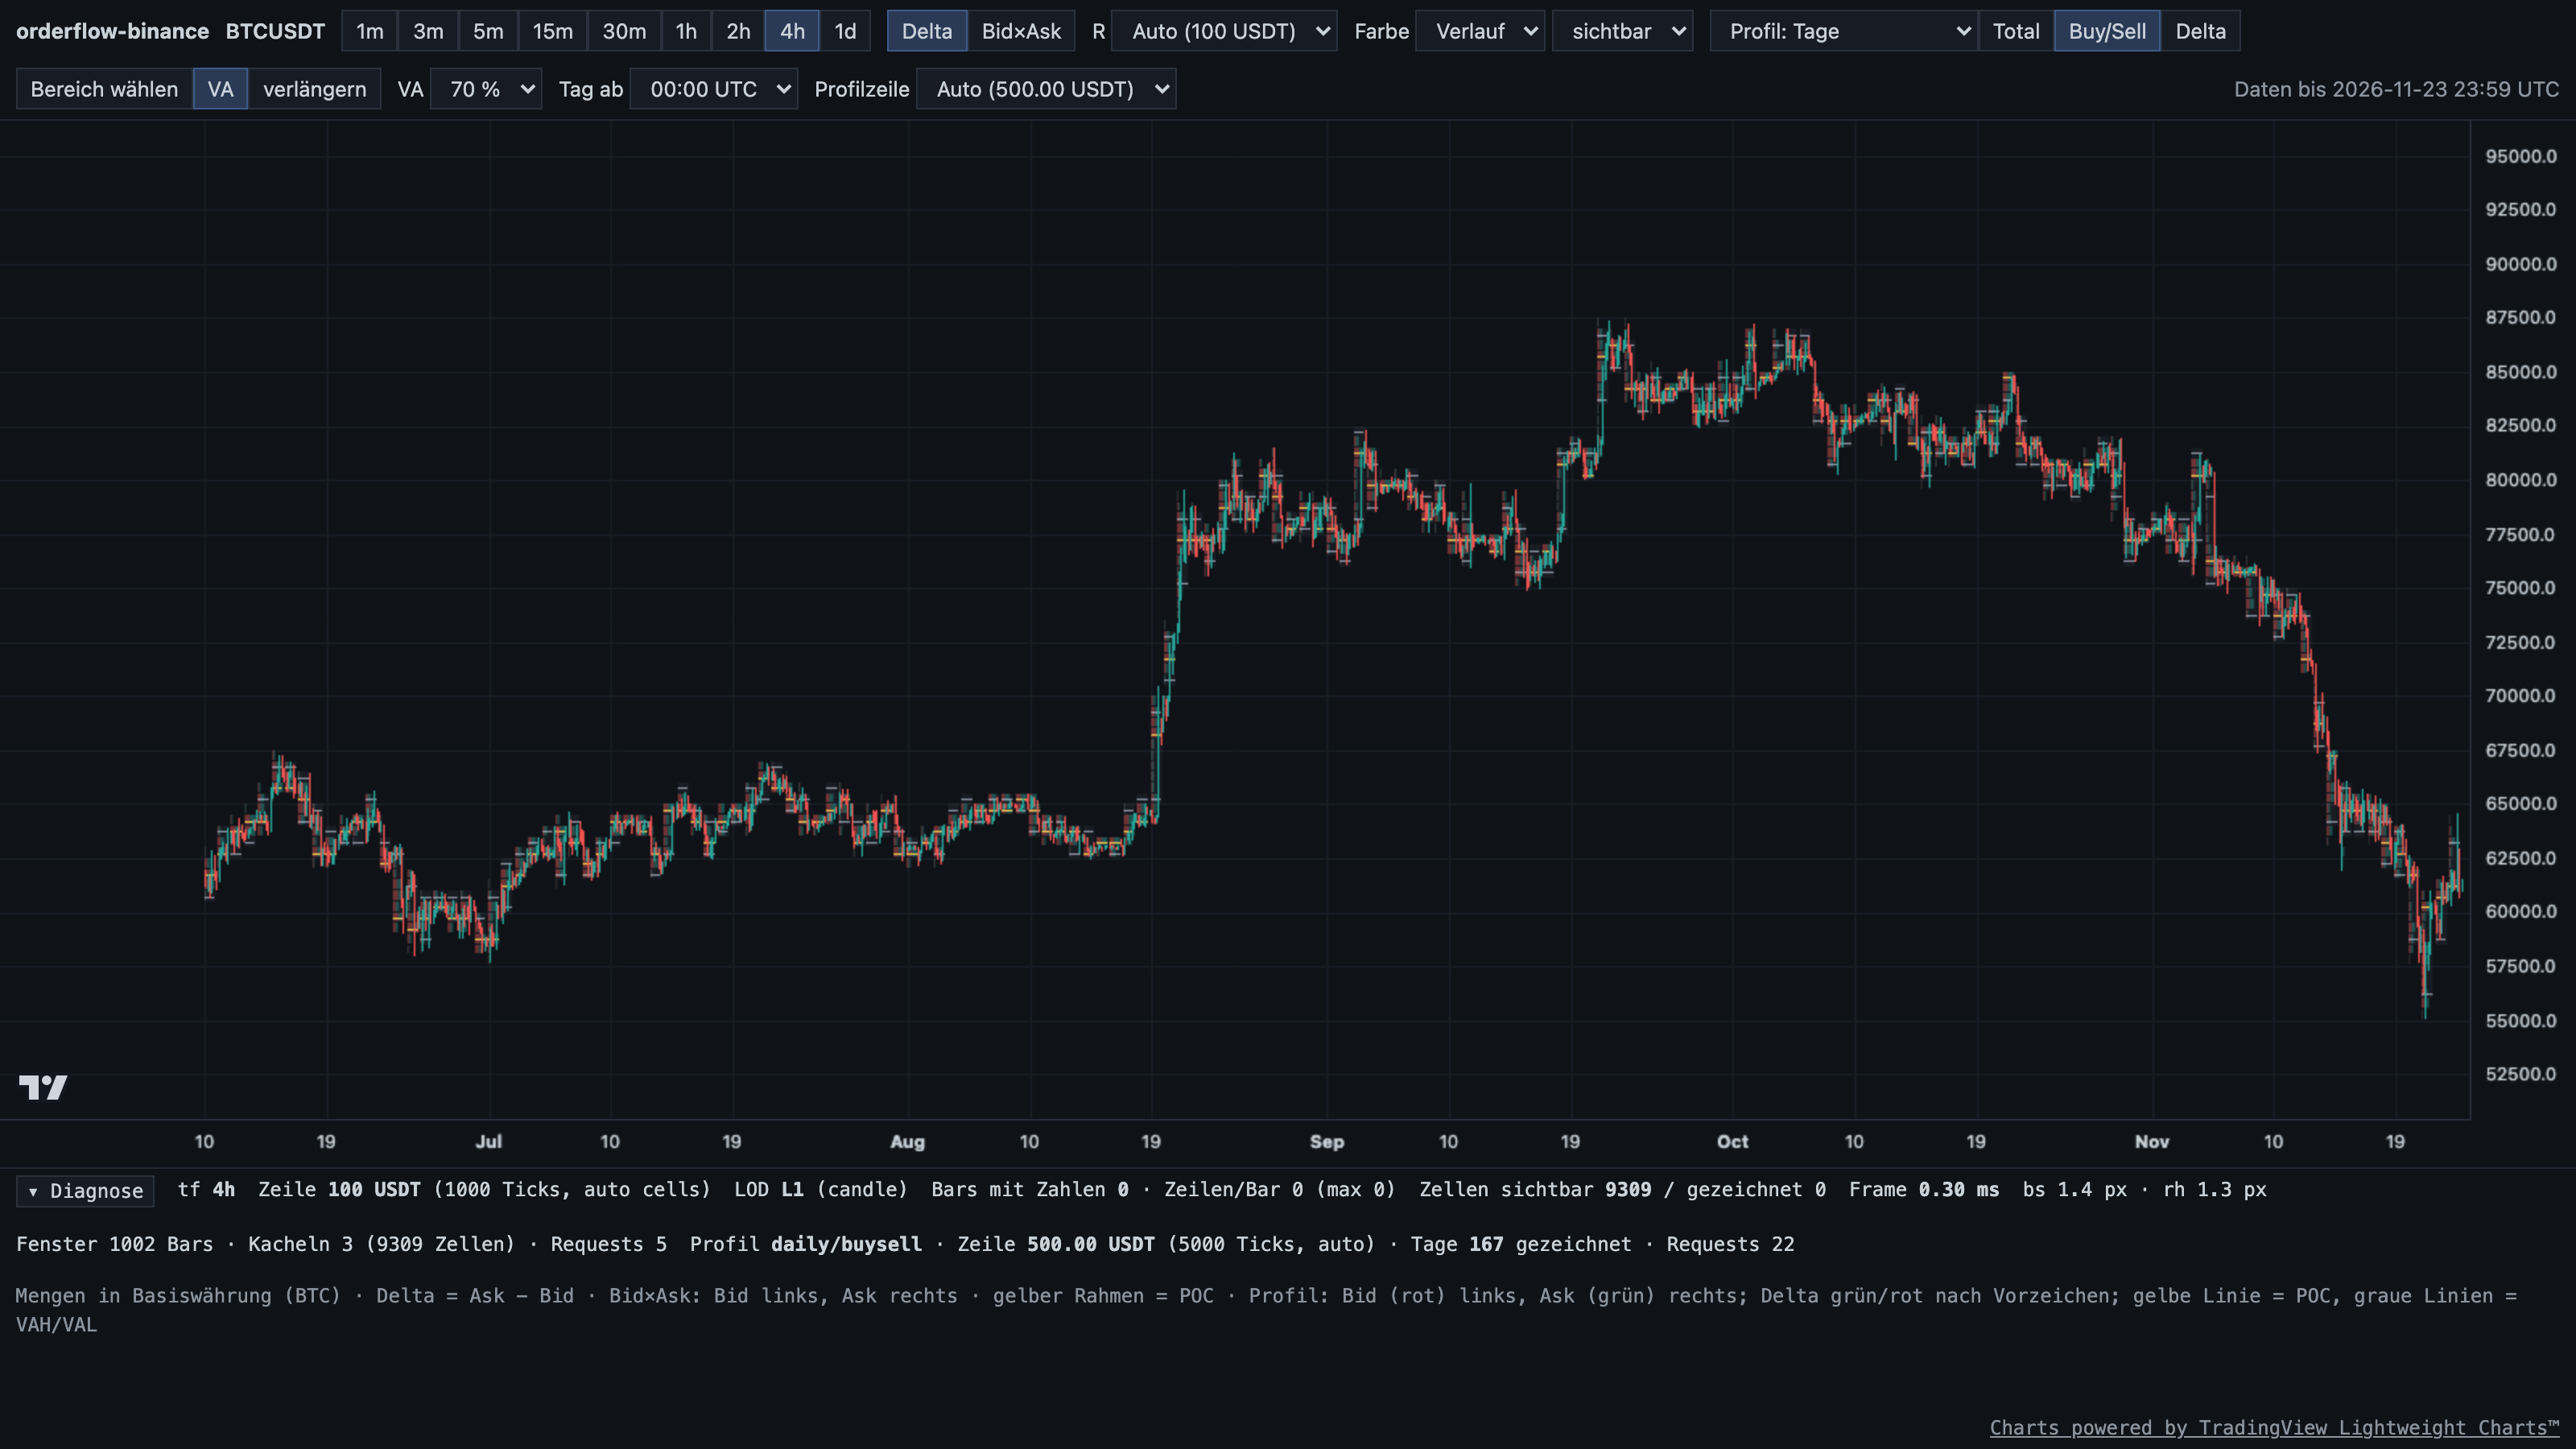 orderflow-binance BTCUSDT 1m 3m 5m 15m 30m 1h 2h 4h 1d Delta Bid×Ask R Auto (100 USDT) Farbe Verlauf sichtbar Profil: Tage Total Buy/Sell Delta
Bereich wählen VA verlängern VA 70 % Tag ab 00:00 UTC Profilzeile Auto (500.00 USDT) Daten bis 2026-11-23 23:59 UTC
95000.0
92500.0
90000.0
87500.0
85000.0
82500.0
80000.0
77500.0
75000.0
72500.0
70000.0
67500.0
65000.0
62500.0
60000.0
57500.0
55000.0
52500.0
10 19 Jul 10 19 Aug 10 19 Sep 10 19 Oct 10 19 Nov 10 19
▾ Diagnose tf 4h Zeile 100 USDT (1000 Ticks, auto cells) LOD L1 (candle) Bars mit Zahlen 0 · Zeilen/Bar 0 (max 0) Zellen sichtbar 9309 / gezeichnet 0 Frame 0.30 ms bs 1.4 px · rh 1.3 px
Fenster 1002 Bars · Kacheln 3 (9309 Zellen) · Requests 5 Profil daily/buysell · Zeile 500.00 USDT (5000 Ticks, auto) · Tage 167 gezeichnet · Requests 22
Mengen in Basiswährung (BTC) · Delta = Ask − Bid · Bid×Ask: Bid links, Ask rechts · gelber Rahmen = POC · Profil: Bid (rot) links, Ask (grün) rechts; Delta grün/rot nach Vorzeichen; gelbe Linie = POC, graue Linien =
VAH/VAL
Charts powered by TradingView Lightweight Charts™